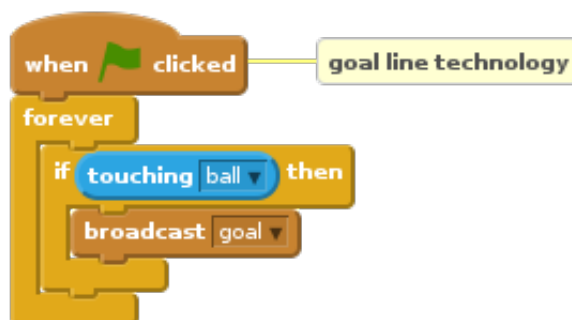 when clicked
goal line technology
forever
if touching ball then
broadcast goal